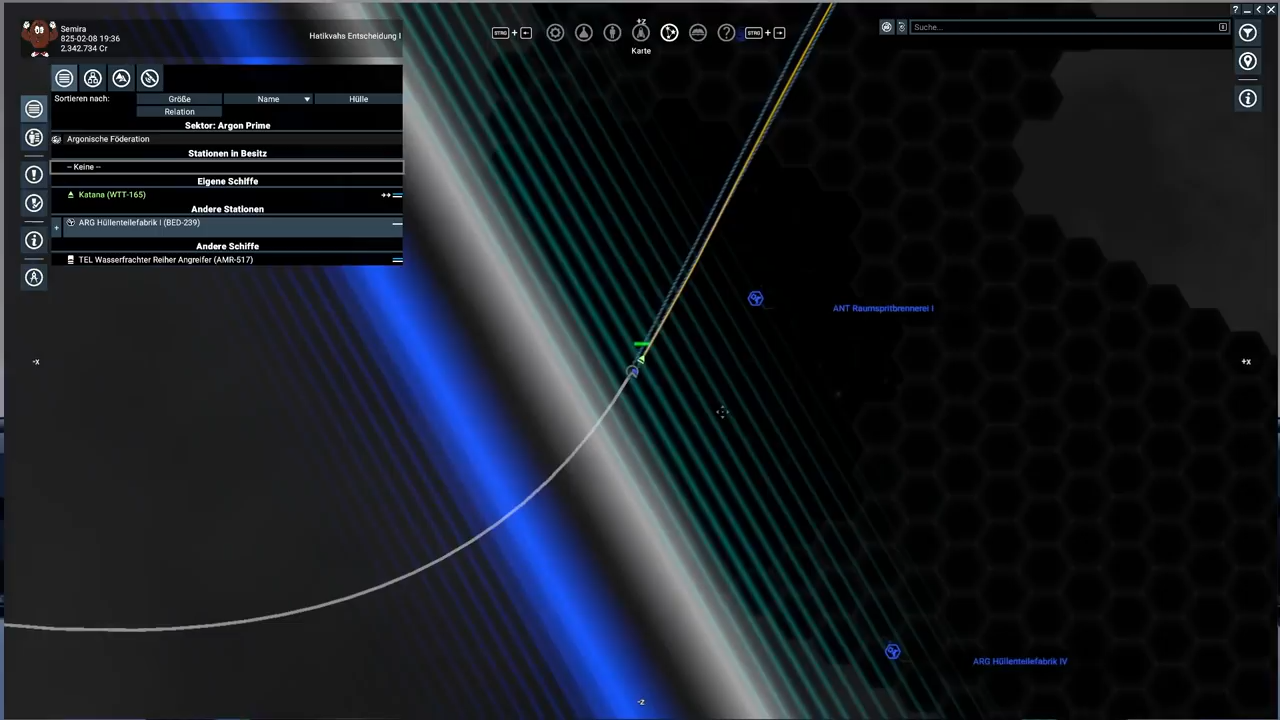 Semira
825-02-08 19:36
2.342.734 Cr
Hatikvahs Entscheidung I
STRG + ←
+z
STRG + →
Karte
Suche...
Sortieren nach:
Größe
Name
Hülle
Relation
Sektor: Argon Prime
Argonische Föderation
Stationen in Besitz
-- Keine --
Eigene Schiffe
Katana (WTT-165)
Andere Stationen
+ ARG Hüllenteilefabrik I (BED-239)
Andere Schiffe
TEL Wasserfrachter Reiher Angreifer (AMR-517)
ANT Raumspritbrennerei I
-x
+x
ARG Hüllenteilefabrik IV
-z